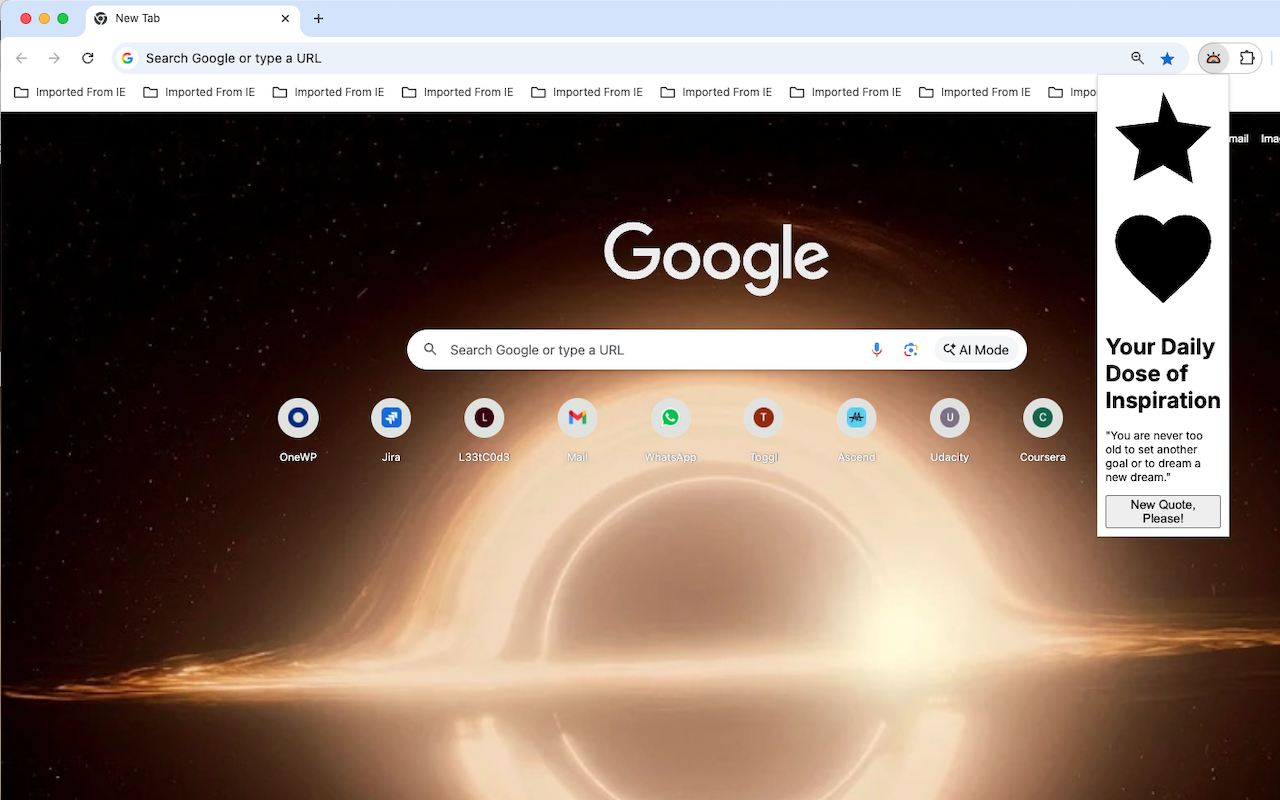 New Tab
Search Google or type a URL
Imported From IE
Imported From IE
Imported From IE
Imported From IE
Imported From IE
Imported From IE
Imported From IE
Imported From IE
Impo
mail Ima
Google
Search Google or type a URL
AI Mode
L
T
U
C
OneWP
Jira
L33tC0d3
Mail
WhatsApp
Toggl
Ascend
Udacity
Coursera
Your Daily
Dose of
Inspiration
"You are never too
old to set another
goal or to dream a
new dream."
New Quote,
Please!